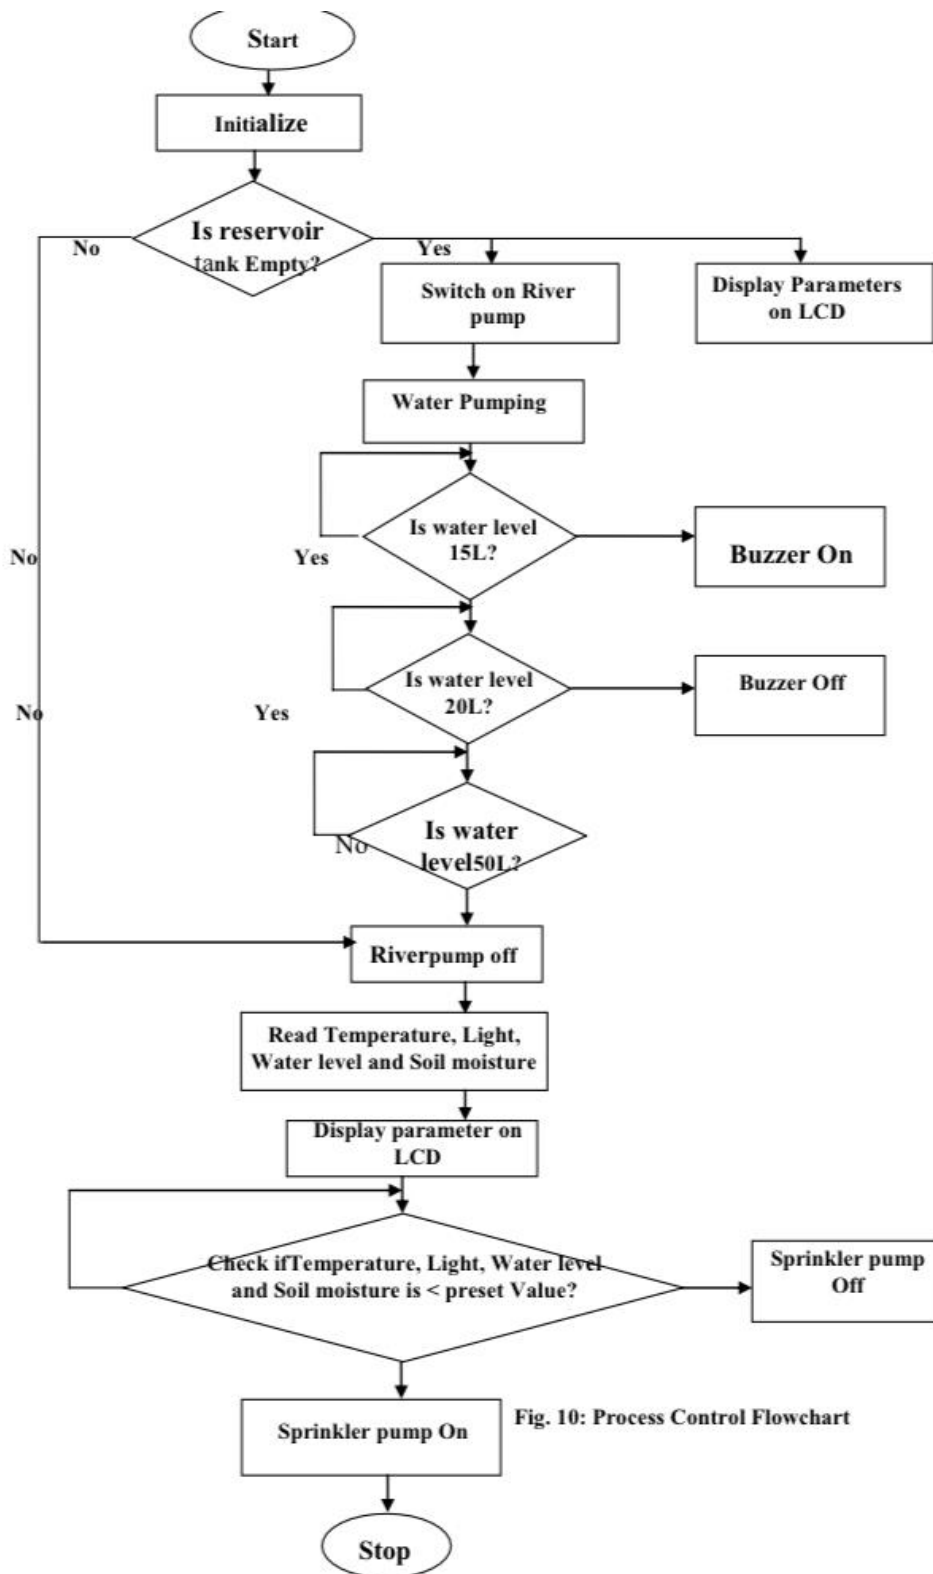 Start
Initialize
Is reservoir
tank Empty?
No
Yes
Switch on River
pump
Display Parameters
on LCD
Water Pumping
Is water level
15L?
No
Yes
Buzzer On
Is water level
20L?
No
Yes
Buzzer Off
Is water
level50L?
No
Riverpump off
Read Temperature, Light,
Water level and Soil moisture
Display parameter on
LCD
Check ifTemperature, Light, Water level
and Soil moisture is < preset Value?
Sprinkler pump
Off
Sprinkler pump On
Fig. 10: Process Control Flowchart
Stop